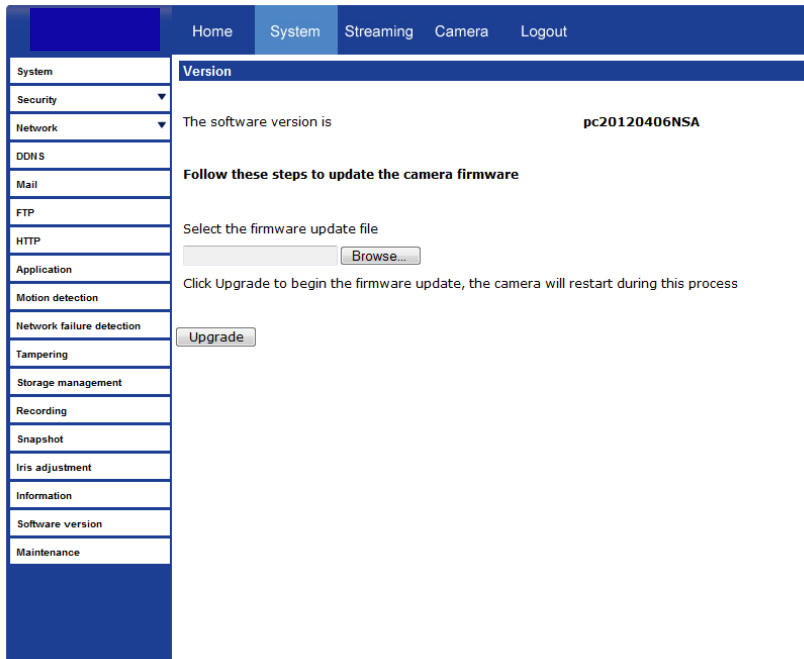 Home System Streaming Camera Logout
System
Security
Network
DDNS
Mail
FTP
HTTP
Application
Motion detection
Network failure detection
Tampering
Storage management
Recording
Snapshot
Iris adjustment
Information
Software version
Maintenance
Version
The software version is pc20120406NSA
Follow these steps to update the camera firmware
Select the firmware update file
Browse...
Click Upgrade to begin the firmware update, the camera will restart during this process
Upgrade